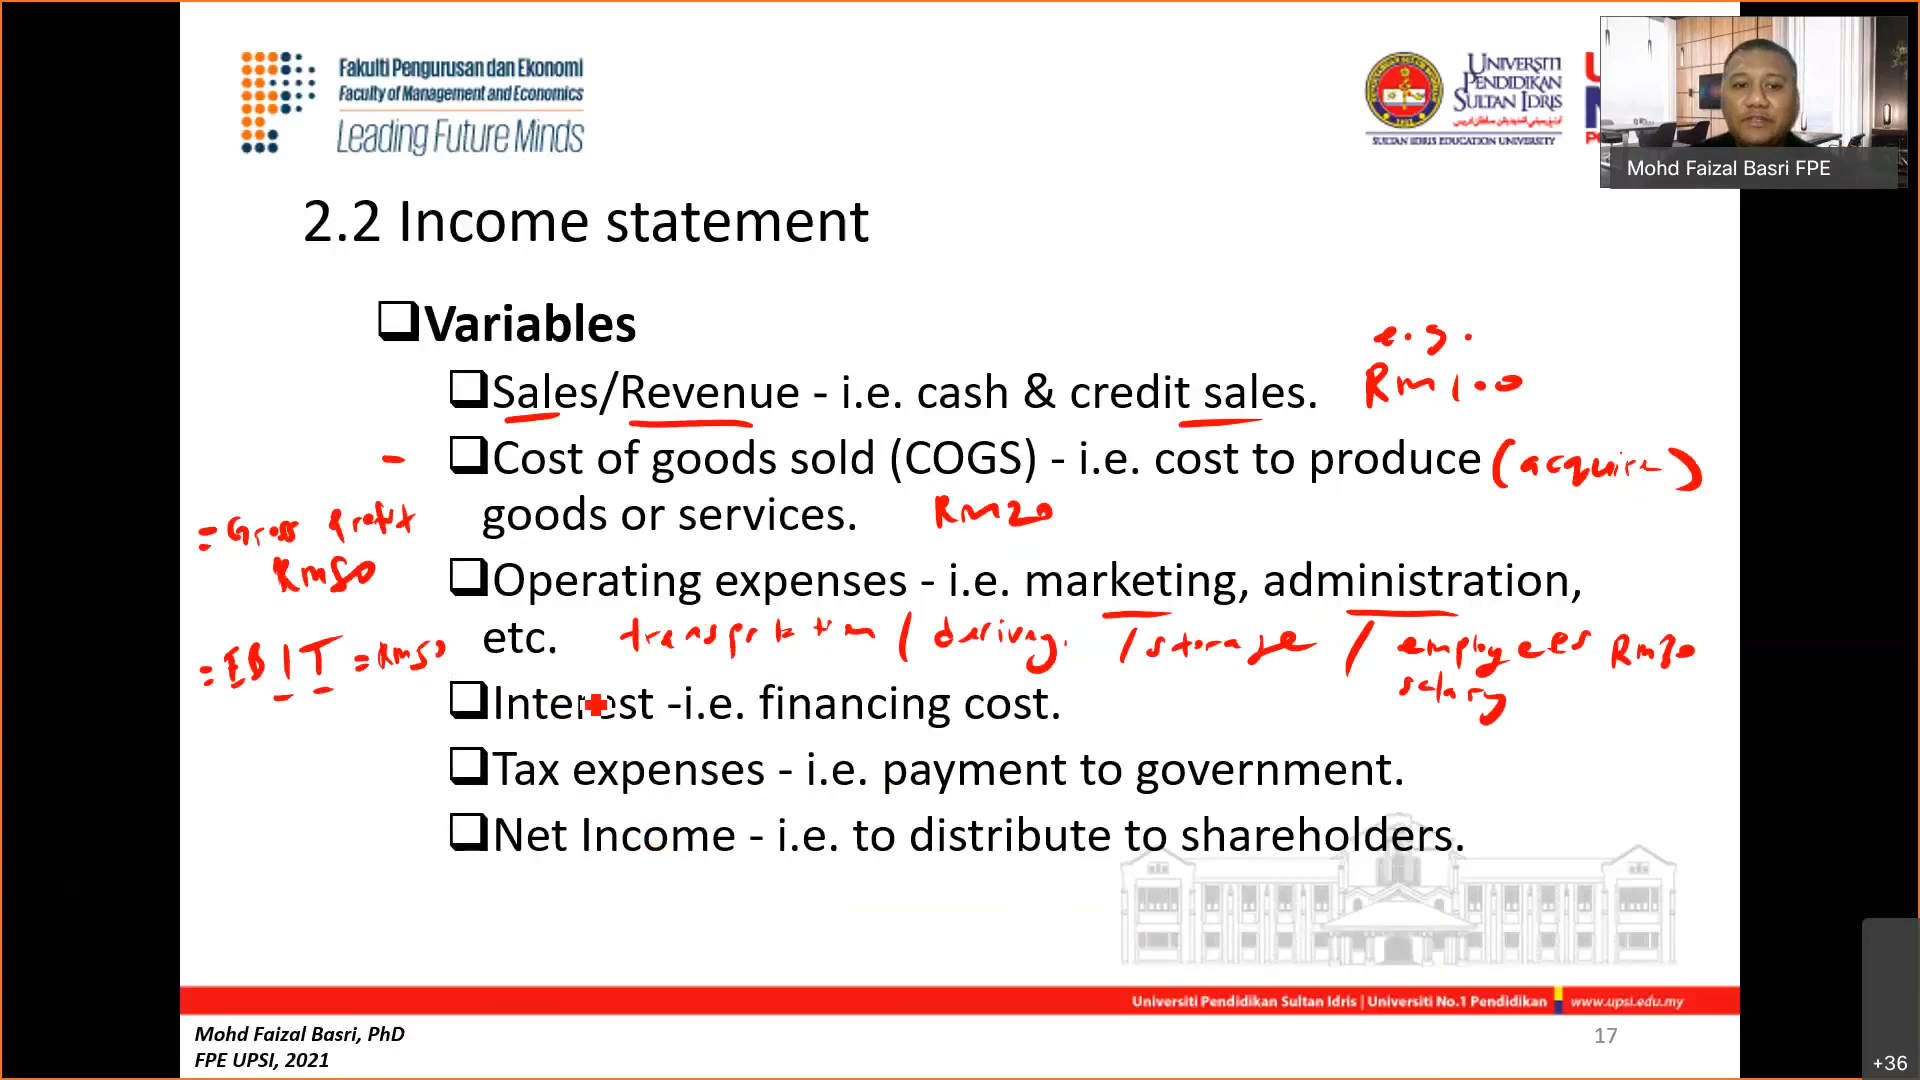 Fakulti Pengurusan dan Ekonomi
Faculty of Management and Economics
Leading Future Minds
UNIVERSITI
PENDIDIKAN
SULTAN IDRIS
SULTAN IDRIS EDUCATION UNIVERSITY
Mohd Faizal Basri FPE
2.2 Income statement
Variables
e.g.
Sales/Revenue - i.e. cash & credit sales. RM100
- Cost of goods sold (COGS) - i.e. cost to produce (acquire)
goods or services. RM20
= Gross profit
RM80
Operating expenses - i.e. marketing, administration,
etc. / / storage / employees RM30
salary
= EBIT = RM50
Interest -i.e. financing cost.
Tax expenses - i.e. payment to government.
Net Income - i.e. to distribute to shareholders.
Universiti Pendidikan Sultan Idris | Universiti No.1 Pendidikan www.upsi.edu.my
Mohd Faizal Basri, PhD
FPE UPSI, 2021
17
+36